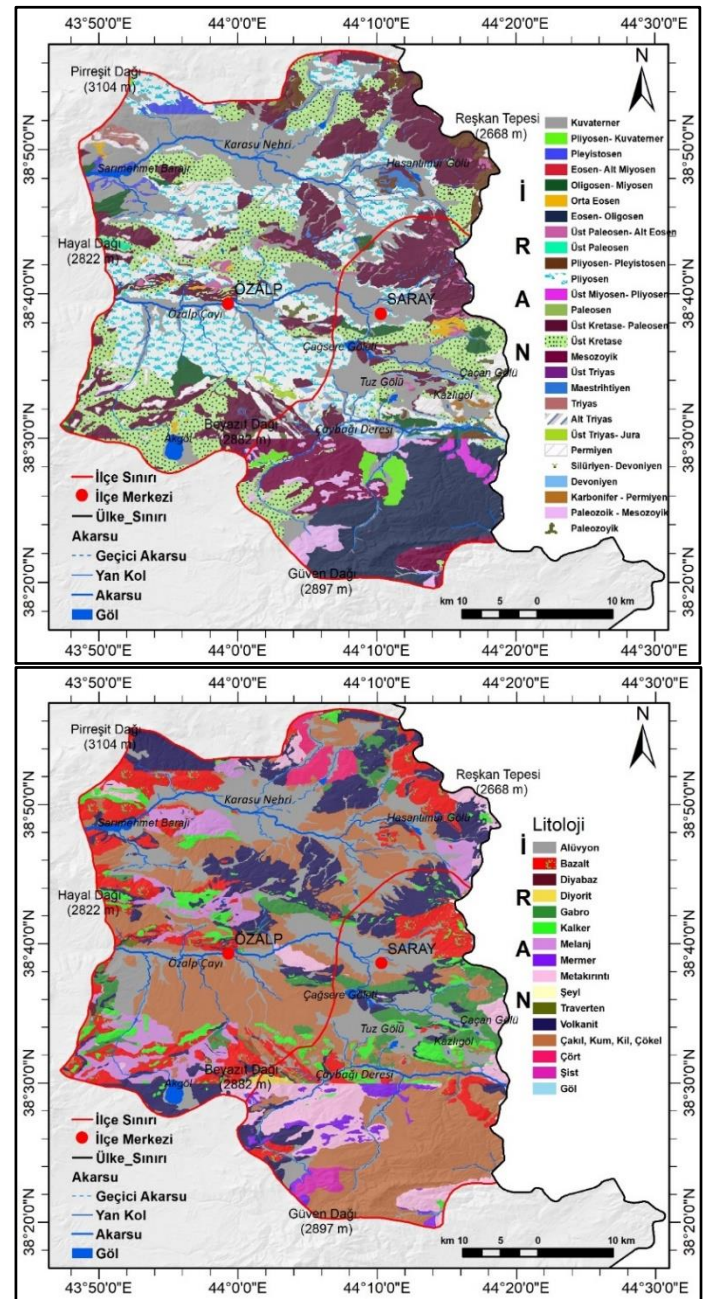 43°50'0"E 44°0'0"E 44°10'0"E 44°20'0"E 44°30'0"E
Pirreşit Dağı
(3104 m)
N
Reşkan Tepesi
(2668 m)
38°50'0"N
38°40'0"N
38°30'0"N
38°20'0"N
Karasu Nehri
Sarımehmet Barajı
Hasantimur Gölü
Hayal Dağı
(2822 m)
ÖZALP
SARAY
Özalp Çayı
Çağsere Göleti
Tuz Gölü
Çaçan Gölü
Kazlıgöl
Beyazıt Dağı
(2882 m)
Akgöl
Çaybağı Deresi
Güven Dağı
(2897 m)
İ
R
A
N
Kuvaterner
Pliyosen- Kuvaterner
Pleyistosen
Eosen- Alt Miyosen
Oligosen- Miyosen
Orta Eosen
Eosen- Oligosen
Üst Paleosen- Alt Eosen
Üst Paleosen
Pliyosen- Pleyistosen
Pliyosen
Üst Miyosen- Pliyosen
Paleosen
Üst Kretase- Paleosen
Üst Kretase
Mesozoyik
Üst Triyas
Maestrihtiyen
Triyas
Alt Triyas
Üst Triyas- Jura
Permiyen
Silüriyen- Devoniyen
Devoniyen
Karbonifer - Permiyen
Paleozoik - Mesozoyik
Paleozoyik
İlçe Sınırı
İlçe Merkezi
Ülke_Sınırı
Akarsu
Geçici Akarsu
Yan Kol
Akarsu
Göl
km 10 5 0 10 km
43°50'0"E 44°0'0"E 44°10'0"E 44°20'0"E 44°30'0"E
43°50'0"E 44°0'0"E 44°10'0"E 44°20'0"E 44°30'0"E
Pirreşit Dağı
(3104 m)
N
Reşkan Tepesi
(2668 m)
38°50'0"N
38°40'0"N
38°30'0"N
38°20'0"N
Karasu Nehri
Sarımehmet Barajı
Hasantimur Gölü
Hayal Dağı
(2822 m)
ÖZALP
SARAY
Özalp Çayı
Çağsere Göleti
Tuz Gölü
Çaçan Gölü
Kazlıgöl
Beyazıt Dağı
(2882 m)
Akgöl
Çaybağı Deresi
Güven Dağı
(2897 m)
İ
R
A
N
Litoloji
Alüvyon
Bazalt
Diyabaz
Diyorit
Gabro
Kalker
Melanj
Mermer
Metakırıntı
Şeyl
Traverten
Volkanit
Çakıl, Kum, Kil, Çökel
Çört
Şist
Göl
İlçe Sınırı
İlçe Merkezi
Ülke_Sınırı
Akarsu
Geçici Akarsu
Yan Kol
Akarsu
Göl
km 10 5 0 10 km
43°50'0"E 44°0'0"E 44°10'0"E 44°20'0"E 44°30'0"E